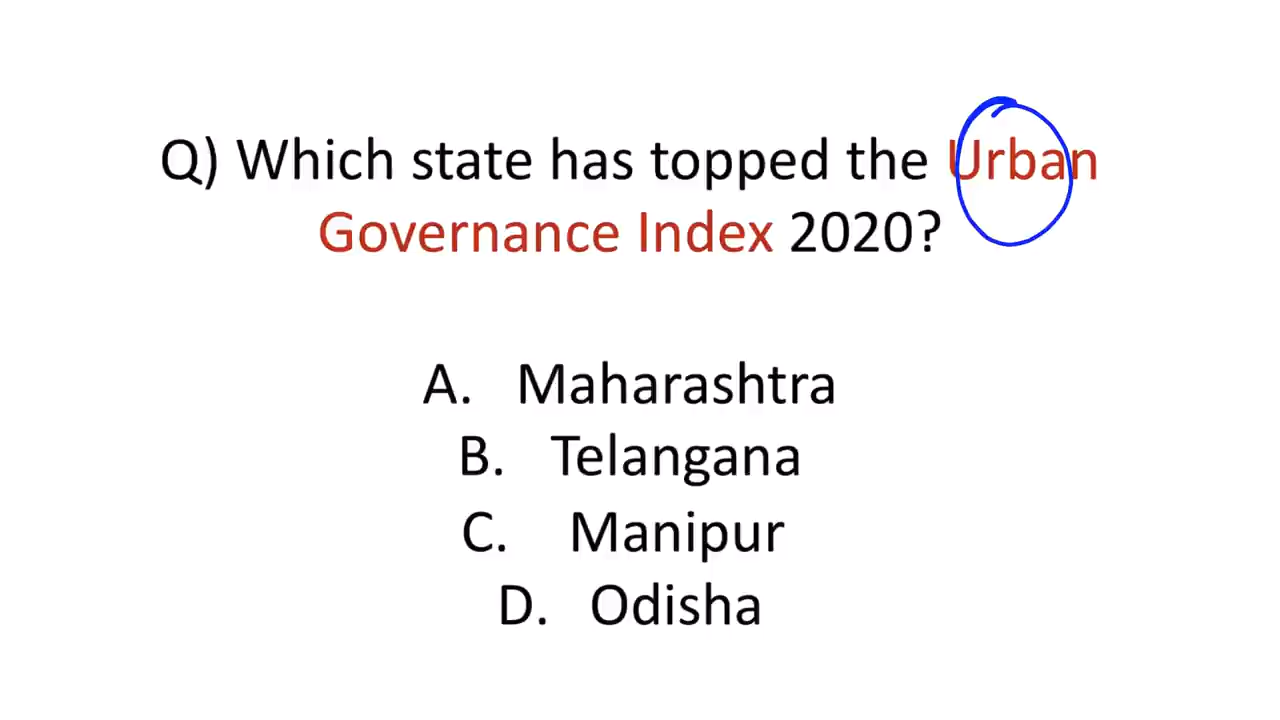 Q) Which state has topped the Urban
Governance Index 2020?
A. Maharashtra
B. Telangana
C. Manipur
D. Odisha